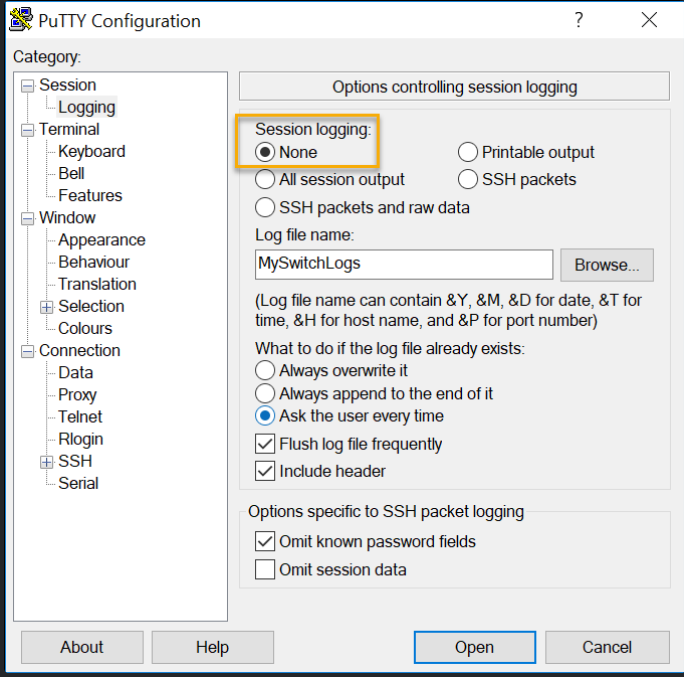 PuTTY Configuration ?
Category:
Session
Logging
Terminal
Keyboard
Bell
Features
Window
Appearance
Behaviour
Translation
Selection
Colours
Connection
Data
Proxy
Telnet
Rlogin
SSH
Serial
Options controlling session logging
Session logging:
None
Printable output
All session output
SSH packets
SSH packets and raw data
Log file name:
MySwitchLogs
Browse...
(Log file name can contain &Y, &M, &D for date, &T for
time, &H for host name, and &P for port number)
What to do if the log file already exists:
Always overwrite it
Always append to the end of it
Ask the user every time
Flush log file frequently
Include header
Options specific to SSH packet logging
Omit known password fields
Omit session data
About
Help
Open
Cancel